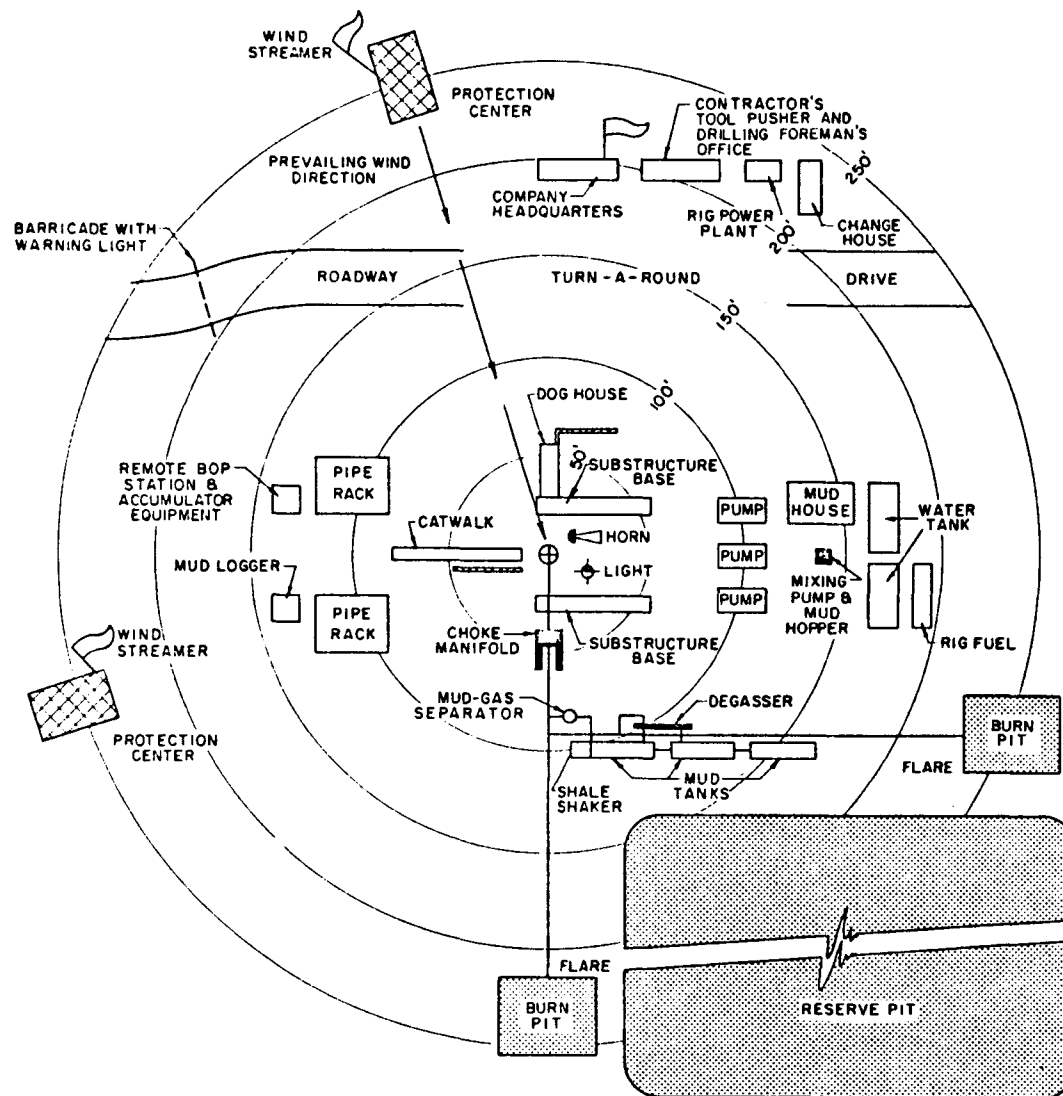 WIND
STREAMER
PROTECTION
CENTER
CONTRACTOR'S
TOOL PUSHER AND
DRILLING FOREMAN'S
OFFICE
PREVAILING WIND
DIRECTION
COMPANY
HEADQUARTERS
RIG POWER
PLANT
250'
200'
CHANGE
HOUSE
BARRICADE WITH
WARNING LIGHT
ROADWAY
TURN-A-ROUND
DRIVE
150'
100'
DOG HOUSE
50'
SUBSTRUCTURE
BASE
REMOTE BOP
STATION &
ACCUMULATOR
EQUIPMENT
PIPE
RACK
CATWALK
HORN
PUMP
MUD
HOUSE
WATER
TANK
MUD LOGGER
LIGHT
PUMP
MIXING
PUMP &
MUD
HOPPER
PIPE
RACK
CHOKE
MANIFOLD
SUBSTRUCTURE
BASE
PUMP
RIG FUEL
WIND
STREAMER
MUD-GAS
SEPARATOR
DEGASSER
PROTECTION
CENTER
BURN
PIT
FLARE
SHALE
SHAKER
MUD
TANKS
FLARE
BURN
PIT
RESERVE PIT